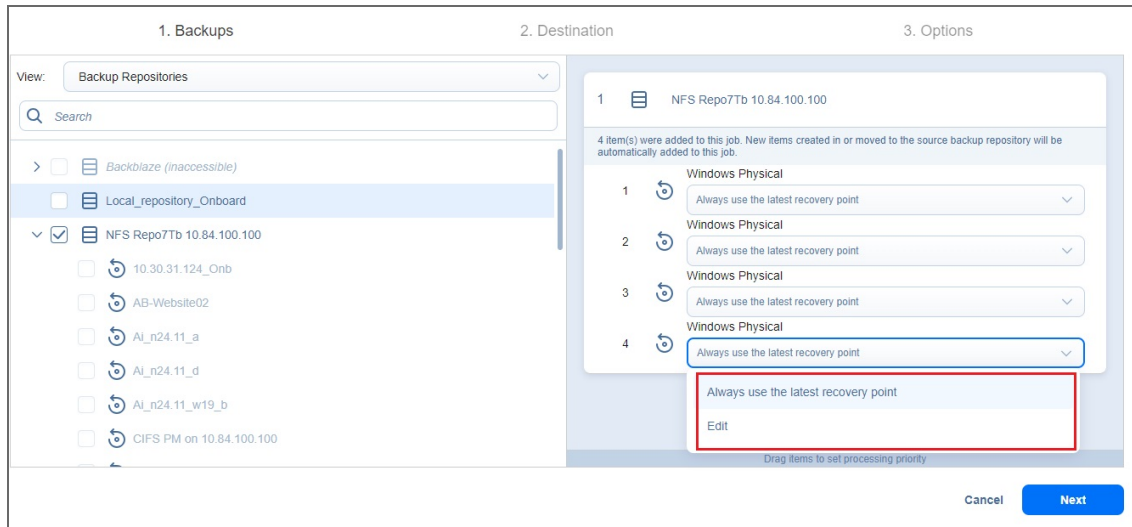 1. Backups
2. Destination
3. Options
View:
Backup Repositories
Search
Backblaze (inaccessible)
Local_repository_Onboard
NFS Repo7Tb 10.84.100.100
10.30.31.124_Onb
AB-Website02
Ai_n24.11_a
Ai_n24.11_d
Ai_n24.11_w19_b
CIFS PM on 10.84.100.100
1 NFS Repo7Tb 10.84.100.100
4 item(s) were added to this job. New items created in or moved to the source backup repository will be
automatically added to this job.
Windows Physical
1 Always use the latest recovery point
Windows Physical
2 Always use the latest recovery point
Windows Physical
3 Always use the latest recovery point
Windows Physical
4 Always use the latest recovery point
Always use the latest recovery point
Edit
Drag items to set processing priority
Cancel
Next